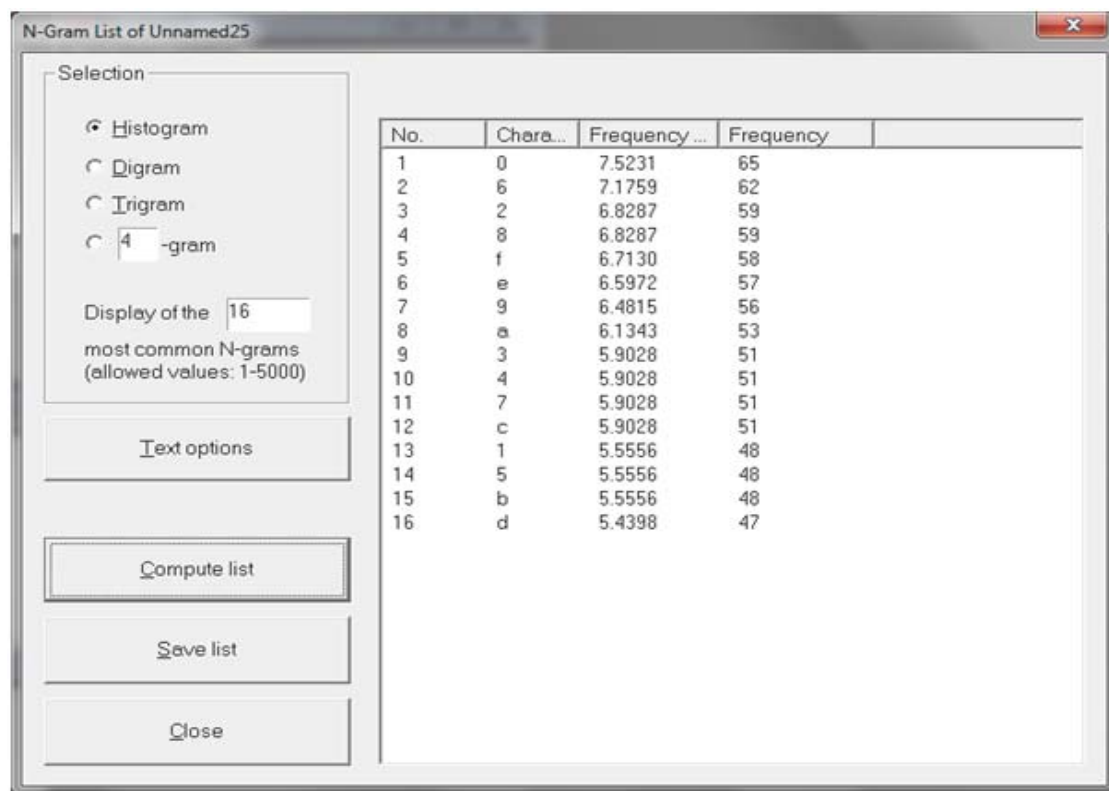 N-Gram List of Unnamed25
Selection
Histogram
Digram
Trigram
4 -gram
Display of the 16
most common N-grams
(allowed values: 1-5000)
Text options
Compute list
Save list
Close
No. Chara... Frequency ... Frequency
1 0 7.5231 65
2 6 7.1759 62
3 2 6.8287 59
4 8 6.8287 59
5 f 6.7130 58
6 e 6.5972 57
7 9 6.4815 56
8 a 6.1343 53
9 3 5.9028 51
10 4 5.9028 51
11 7 5.9028 51
12 c 5.9028 51
13 1 5.5556 48
14 5 5.5556 48
15 b 5.5556 48
16 d 5.4398 47